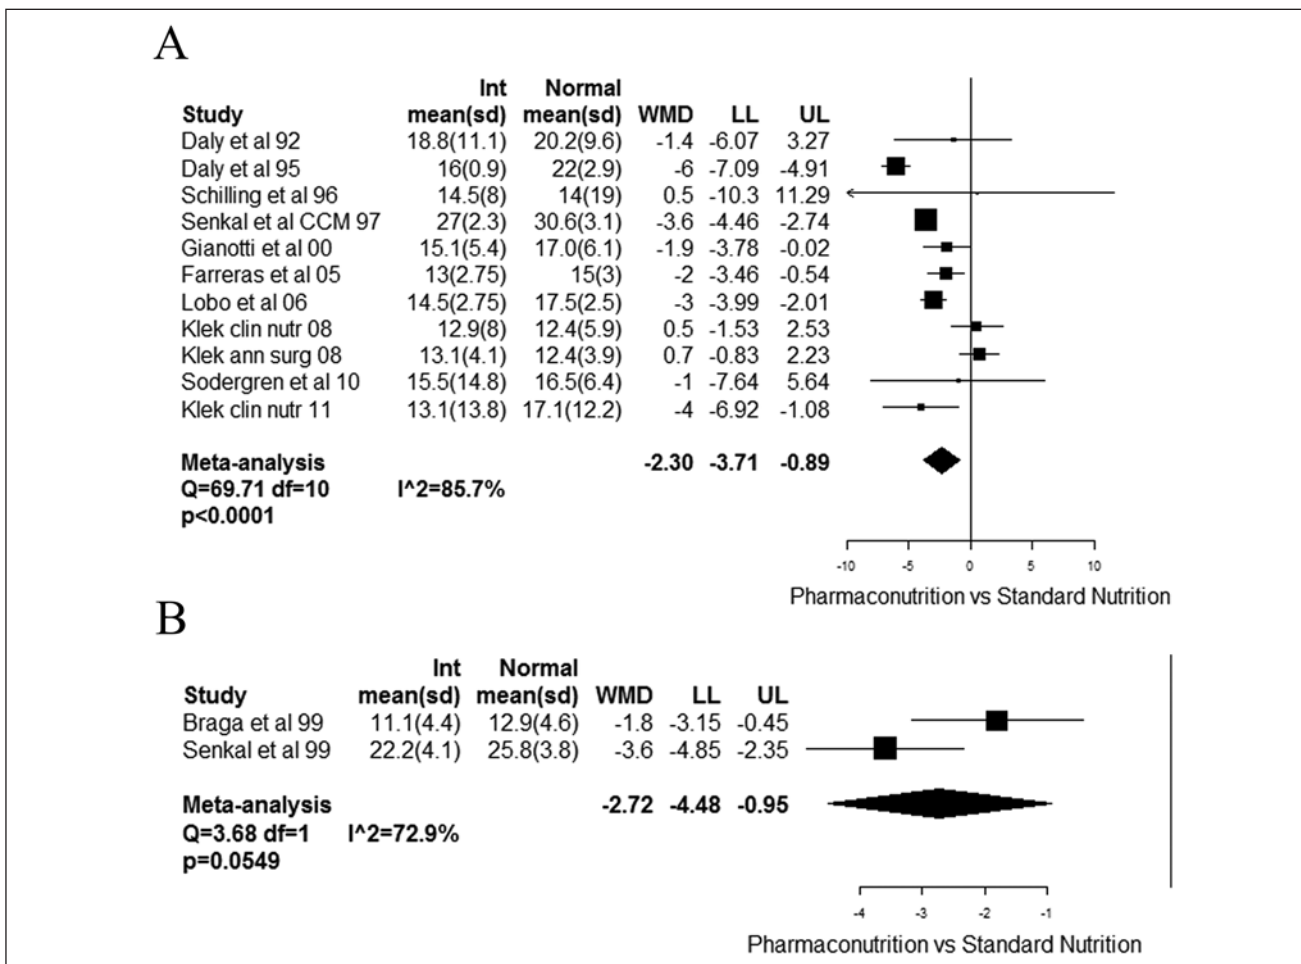 A
Int Normal
Study mean(sd) mean(sd) WMD LL UL
Daly et al 92 18.8(11.1) 20.2(9.6) -1.4 -6.07 3.27
Daly et al 95 16(0.9) 22(2.9) -6 -7.09 -4.91
Schilling et al 96 14.5(8) 14(19) 0.5 -10.3 11.29
Senkal et al CCM 97 27(2.3) 30.6(3.1) -3.6 -4.46 -2.74
Gianotti et al 00 15.1(5.4) 17.0(6.1) -1.9 -3.78 -0.02
Farreras et al 05 13(2.75) 15(3) -2 -3.46 -0.54
Lobo et al 06 14.5(2.75) 17.5(2.5) -3 -3.99 -2.01
Klek clin nutr 08 12.9(8) 12.4(5.9) 0.5 -1.53 2.53
Klek ann surg 08 13.1(4.1) 12.4(3.9) 0.7 -0.83 2.23
Sodergren et al 10 15.5(14.8) 16.5(6.4) -1 -7.64 5.64
Klek clin nutr 11 13.1(13.8) 17.1(12.2) -4 -6.92 -1.08
Meta-analysis -2.30 -3.71 -0.89
Q=69.71 df=10 I^2=85.7%
p<0.0001
-10 -5 0 5 10
Pharmaconutrition vs Standard Nutrition
B
Int Normal
Study mean(sd) mean(sd) WMD LL UL
Braga et al 99 11.1(4.4) 12.9(4.6) -1.8 -3.15 -0.45
Senkal et al 99 22.2(4.1) 25.8(3.8) -3.6 -4.85 -2.35
Meta-analysis -2.72 -4.48 -0.95
Q=3.68 df=1 I^2=72.9%
p=0.0549
-4 -3 -2 -1
Pharmaconutrition vs Standard Nutrition